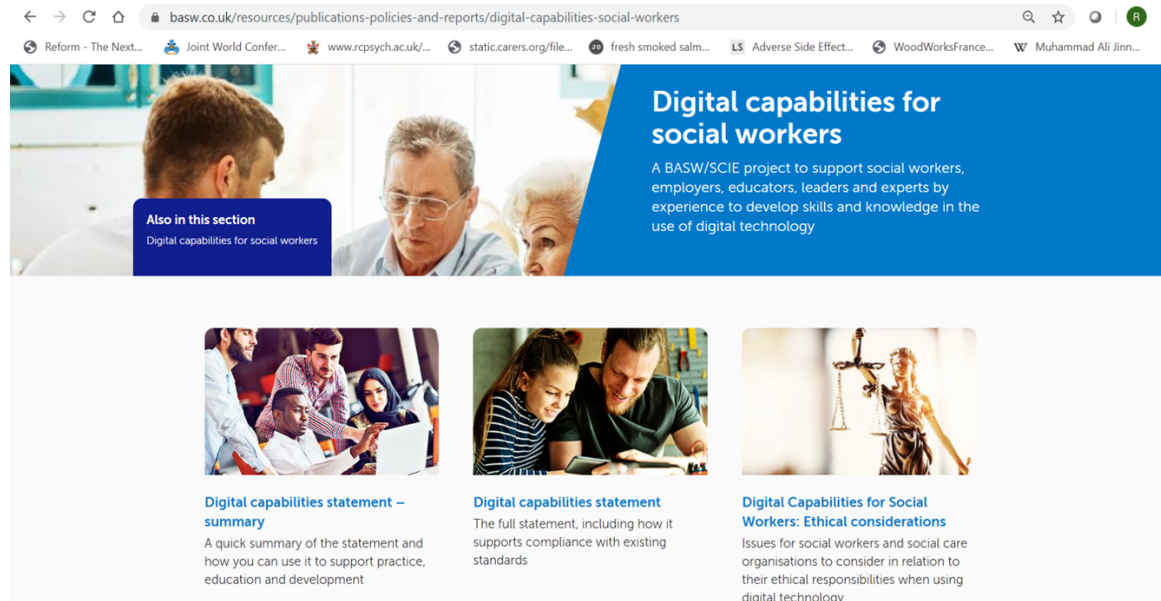 basw.co.uk/resources/publications-policies-and-reports/digital-capabilities-social-workers
R
Reform - The Next... Joint World Confer... www.rcpsych.ac.uk/... static.carers.org/file... JO fresh smoked salm... LS Adverse Side Effect... WoodWorksFrance... W Muhammad Ali Jinn...
Digital capabilities for
social workers
A BASW/SCIE project to support social workers,
employers, educators, leaders and experts by
experience to develop skills and knowledge in the
use of digital technology
Also in this section
Digital capabilities for social workers
Digital capabilities statement –
summary
A quick summary of the statement and
how you can use it to support practice,
education and development
Digital capabilities statement
The full statement, including how it
supports compliance with existing
standards
Digital Capabilities for Social
Workers: Ethical considerations
Issues for social workers and social care
organisations to consider in relation to
their ethical responsibilities when using
digital technology